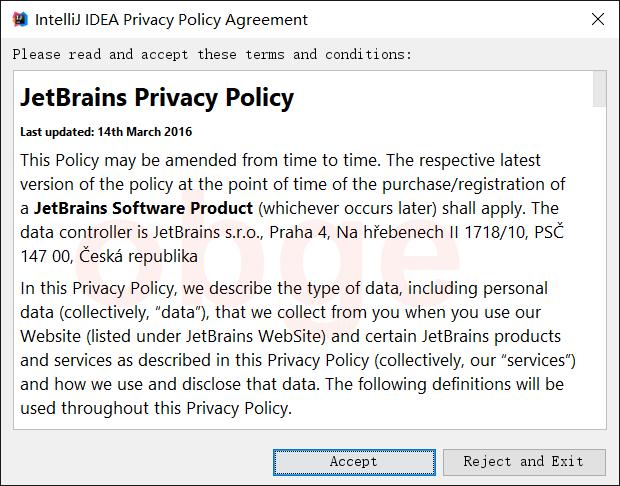 IntelliJ IDEA Privacy Policy Agreement
Please read and accept these terms and conditions:
JetBrains Privacy Policy
Last updated: 14th March 2016
This Policy may be amended from time to time. The respective latest
version of the policy at the point of time of the purchase/registration of
a JetBrains Software Product (whichever occurs later) shall apply. The
data controller is JetBrains s.r.o., Praha 4, Na hřebenech II 1718/10, PSČ
147 00, Česká republika
In this Privacy Policy, we describe the type of data, including personal
data (collectively, “data”), that we collect from you when you use our
Website (listed under JetBrains WebSite) and certain JetBrains products
and services as described in this Privacy Policy (collectively, our “services”)
and how we use and disclose that data. The following definitions will be
used throughout this Privacy Policy.
obge
Accept
Reject and Exit